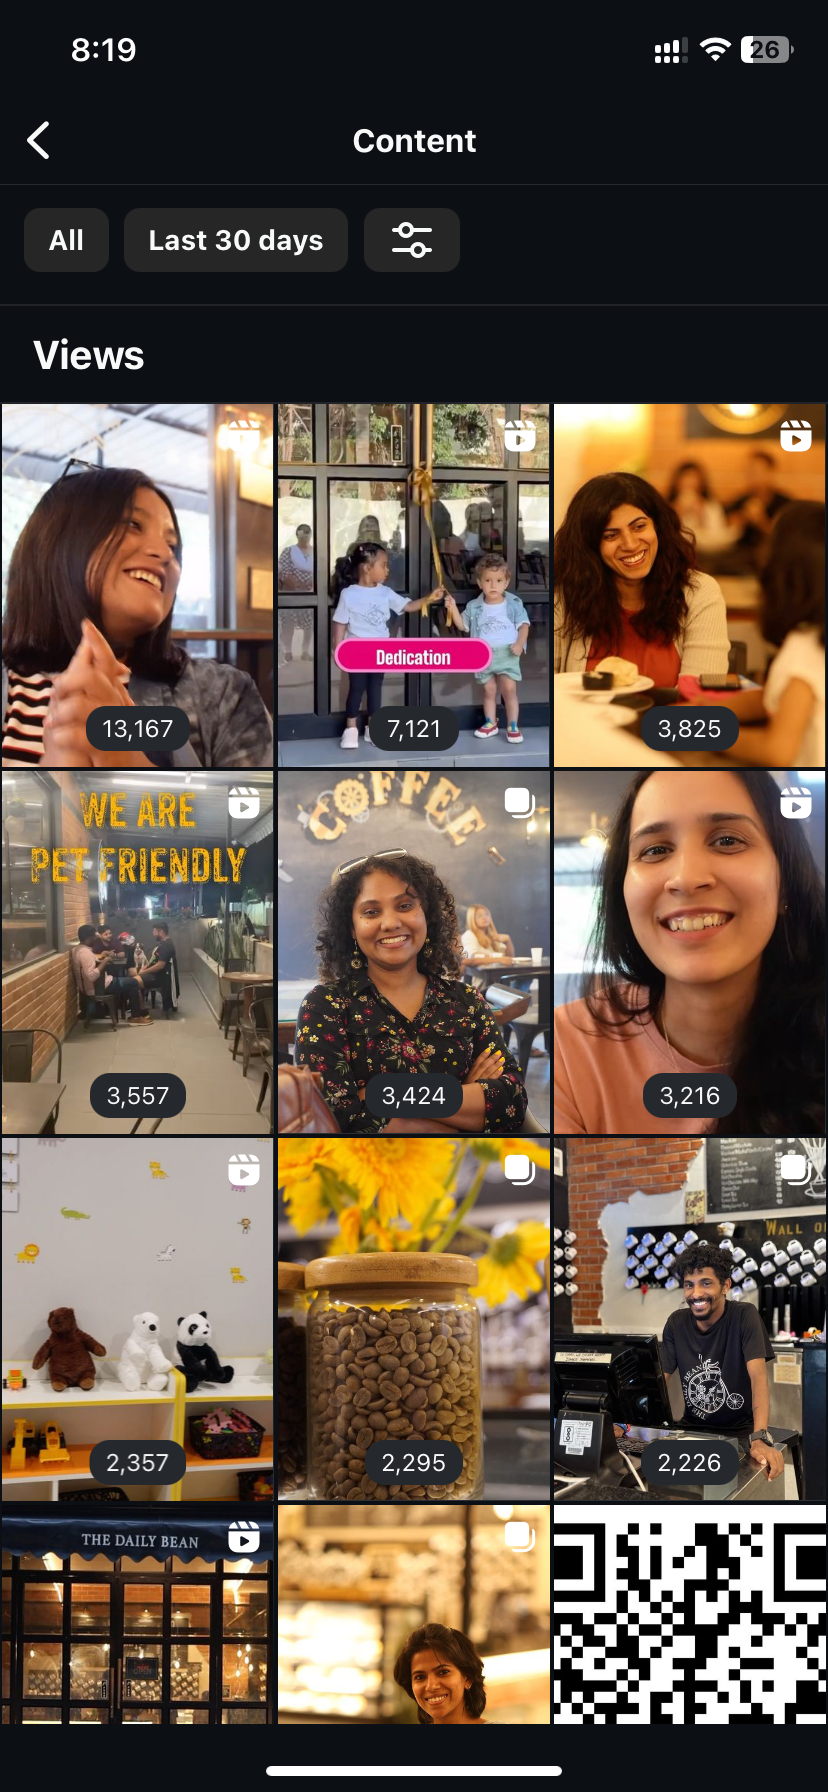 8:19
26
Content
All
Last 30 days
Views
Dedication
13,167
7,121
3,825
WE ARE
PET FRIENDLY
COFFEE
3,557
3,424
3,216
WALL O
2,357
2,295
2,226
THE DAILY BEAN